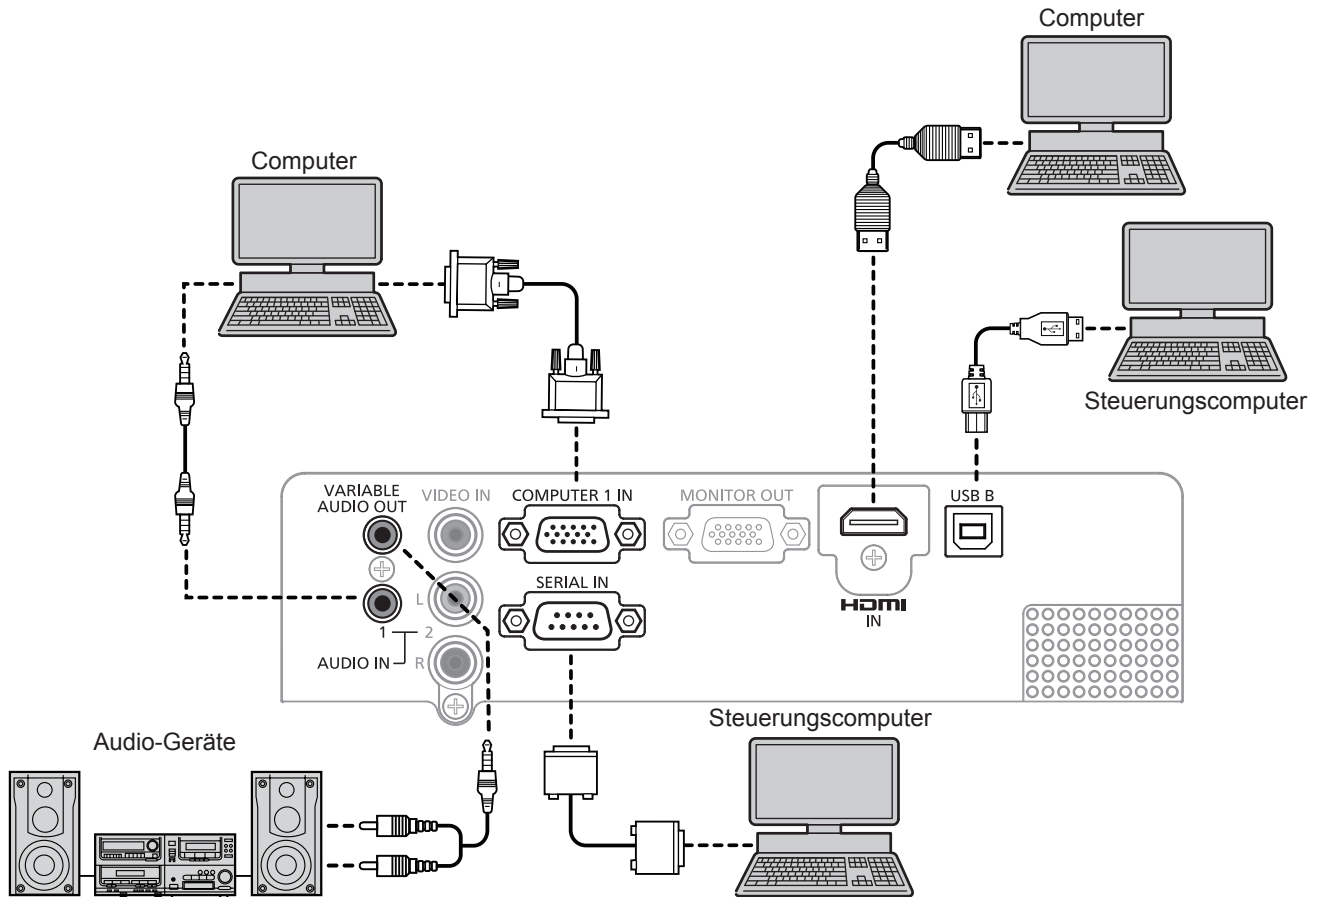 Computer
Computer
Steuerungscomputer
VARIABLE
AUDIO OUT
VIDEO IN
COMPUTER 1 IN
MONITOR OUT
USB B
SERIAL IN
HDMI
IN
L
1
2
AUDIO IN
R
Steuerungscomputer
Audio-Geräte